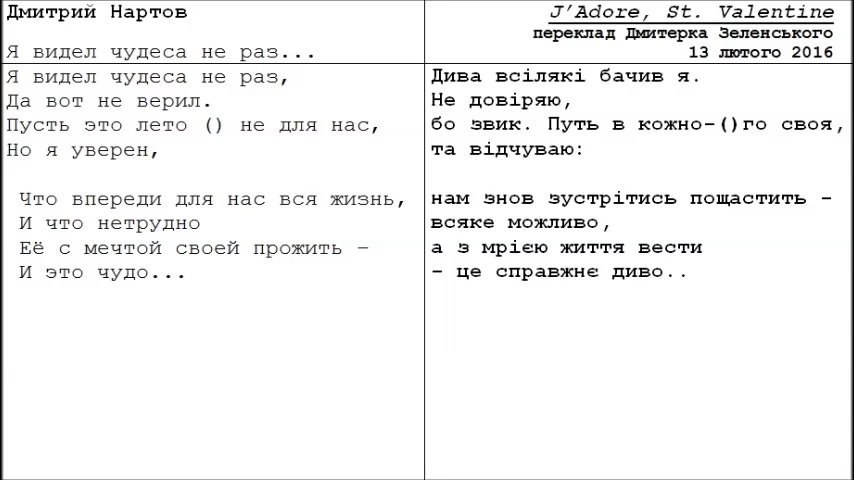 Дмитрий Нартов
Я видел чудеса не раз...
Я видел чудеса не раз,
Да вот не верил.
Пусть это лето () не для нас,
Но я уверен,
Что впереди для нас вся жизнь,
И что нетрудно
Её с мечтой своей прожить –
И это чудо...
J’Adore, St. Valentine
переклад Дмитерка Зеленського
13 лютого 2016
Дива всілякі бачив я.
Не довіряю,
бо звик. Путь в кожно-()го своя,
та відчуваю:
нам знов зустрітись пощастить –
всяке можливо,
а з мрією життя вести
– це справжнє диво..